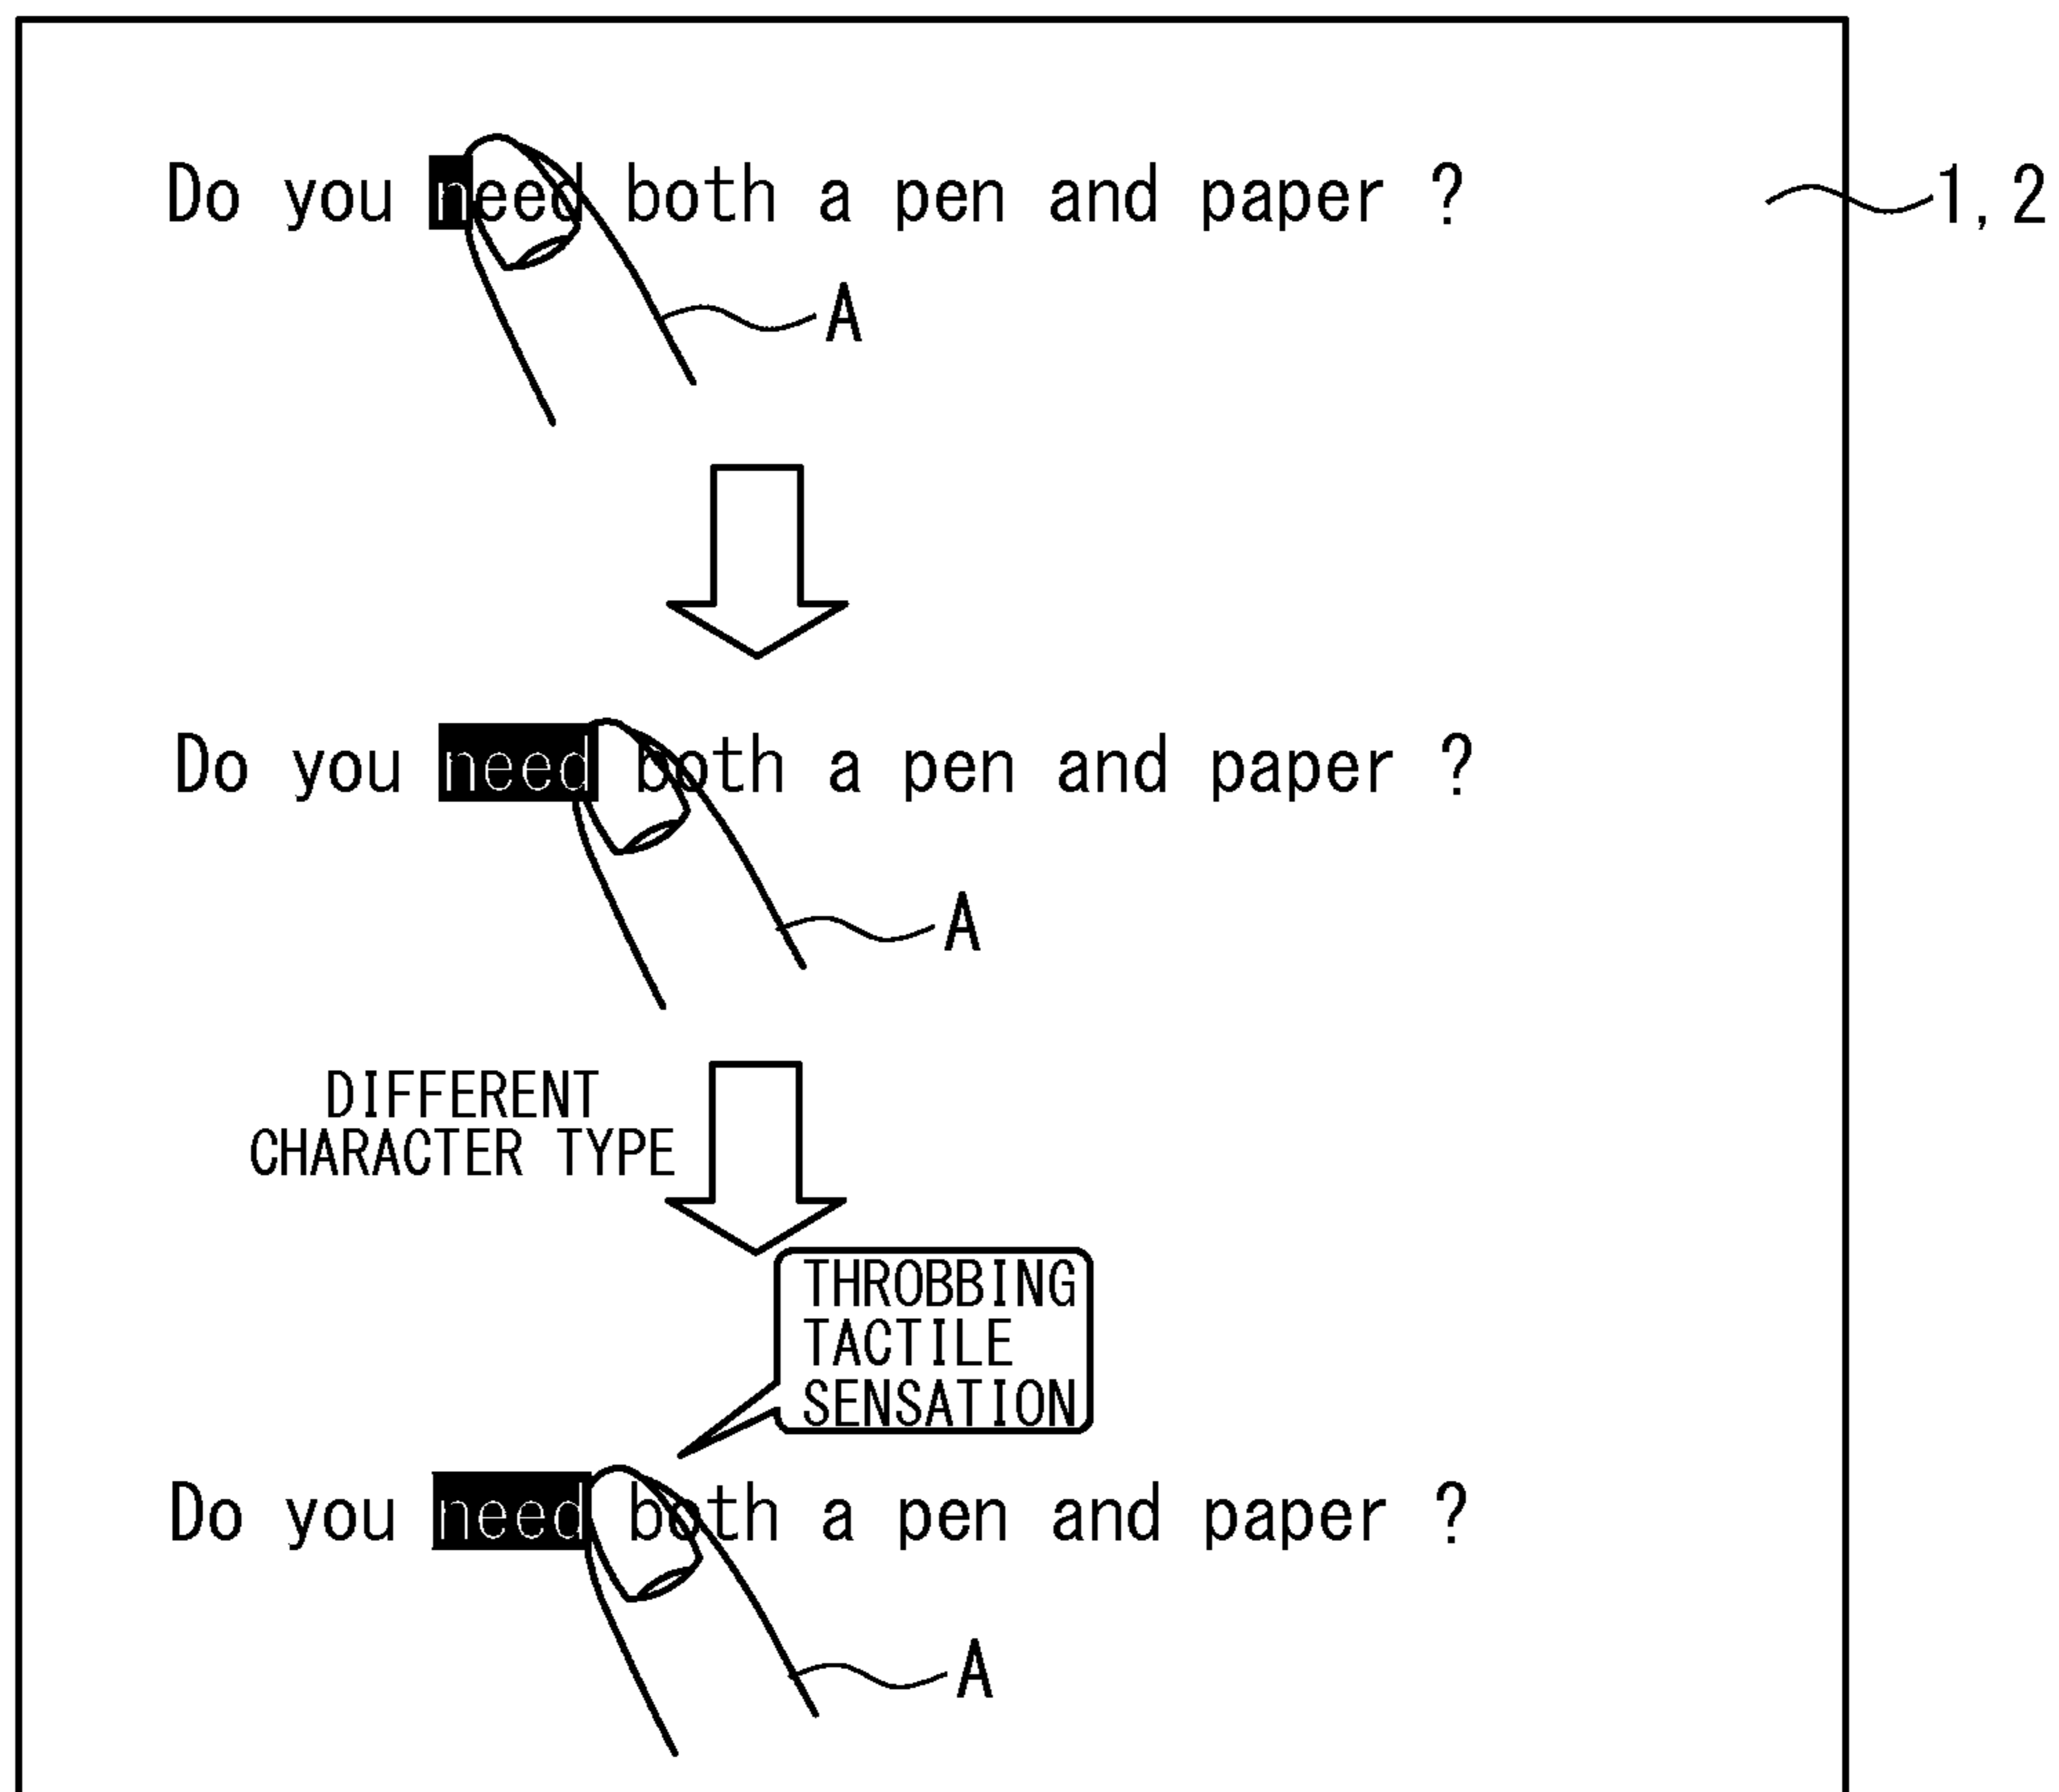 Do you need both a pen and paper ?
1, 2
A
Do you need both a pen and paper ?
A
DIFFERENT
CHARACTER TYPE
THROBBING
TACTILE
SENSATION
Do you need both a pen and paper ?
A